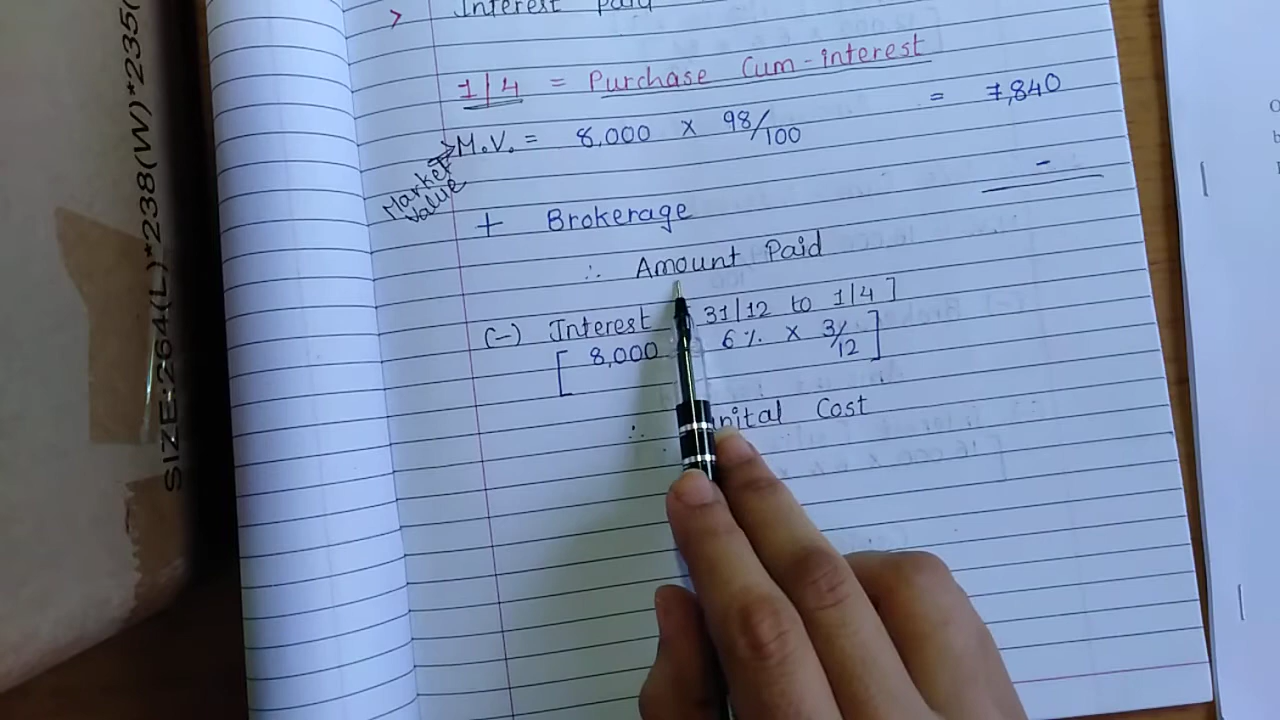 > Interest paid
1/4 = Purchase Cum-interest
M.V. = 8,000 x 98/100 = 7,840
Market Value
+ Brokerage -
∴ Amount Paid
(-) Interest 31/12 to 1/4 ]
[ 8,000 6% x 3/12 ]
∴ Cost
SIZE:264(L)*238(W)*235(